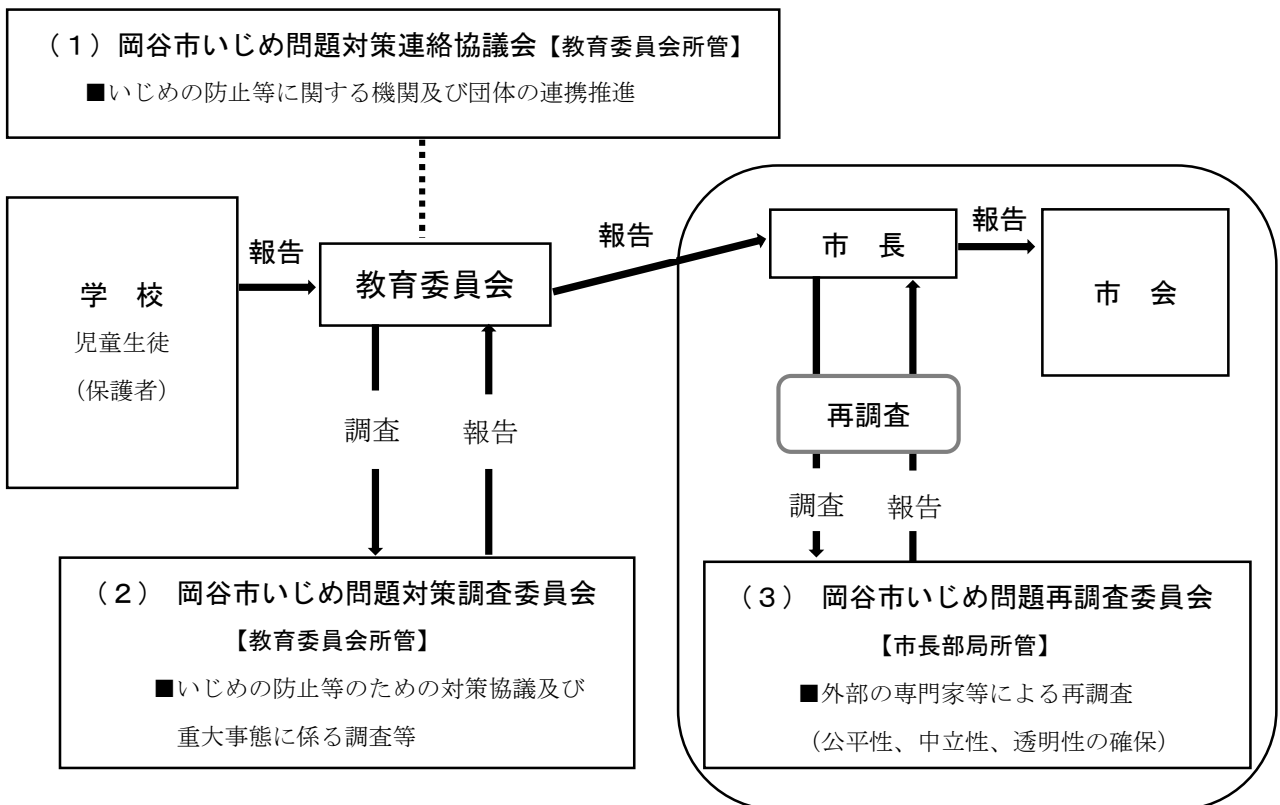 （１）岡谷市いじめ問題対策連絡協議会【教育委員会所管】
■いじめの防止等に関する機関及び団体の連携推進
学　校
児童生徒
（保護者）
報告
教育委員会
報告
市　長
報告
市　会
調査　報告
再調査
調査　報告
（２）　岡谷市いじめ問題対策調査委員会
【教育委員会所管】
■いじめの防止等のための対策協議及び
重大事態に係る調査等
（３）　岡谷市いじめ問題再調査委員会
【市長部局所管】
■外部の専門家等による再調査
（公平性、中立性、透明性の確保）